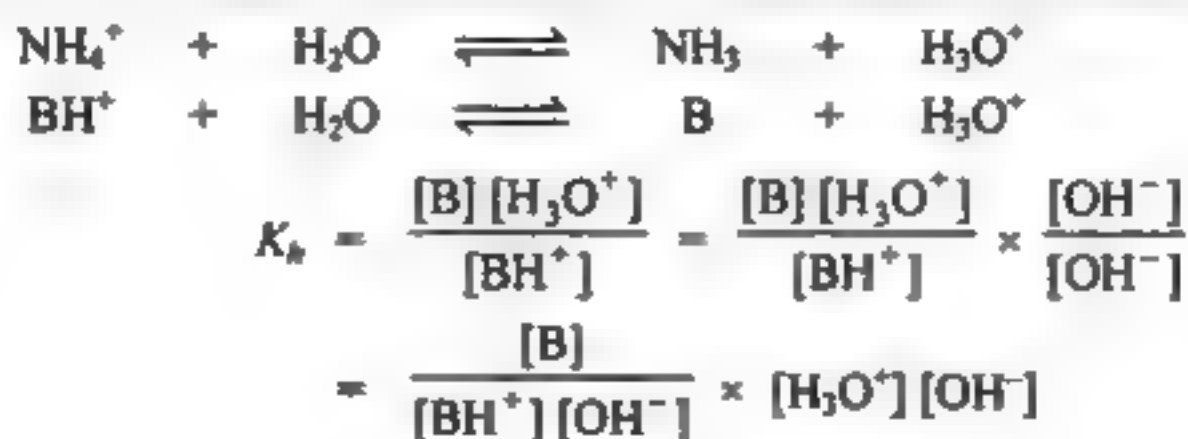 NH₄⁺ + H₂O ⇌ NH₃ + H₃O⁺
BH⁺ + H₂O ⇌ B + H₃O⁺
Kₕ = [B] [H₃O⁺] / [BH⁺] = [B] [H₃O⁺] / [BH⁺] × [OH⁻] / [OH⁻]
= [B] / [BH⁺] [OH⁻] × [H₃O⁺] [OH⁻]